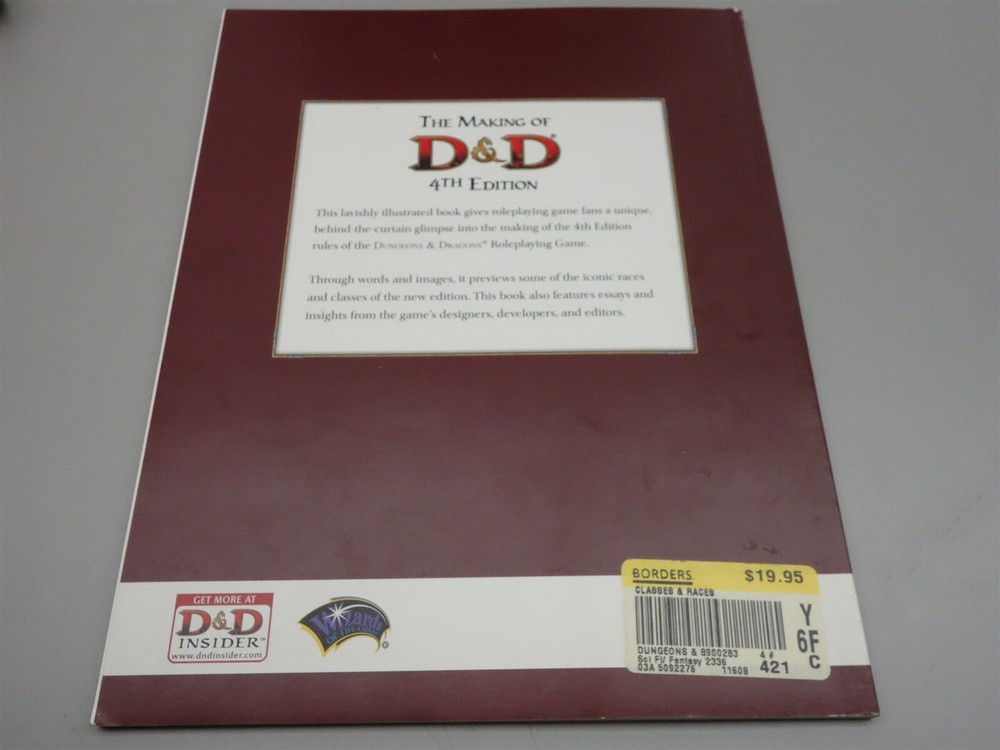 THE MAKING OF
D&D®
4TH EDITION
This lavishly illustrated book gives roleplaying game fans a unique,
behind-the-curtain glimpse into the making of the 4th Edition
rules of the DUNGEONS & DRAGONS® Roleplaying Game.
Through words and images, it previews some of the iconic races
and classes of the new edition. This book also features essays and
insights from the game's designers, developers, and editors.
GET MORE AT
D&D
INSIDER™
www.dndinsider.com
Wizards
OF THE COAST
®
BORDERS. $19.95
CLASSES & RACES
Y
6F
C
DUNGEONS & 8900283 4 #
Sci Fi/ Fantasy 2336 421
03A 5092276 11608